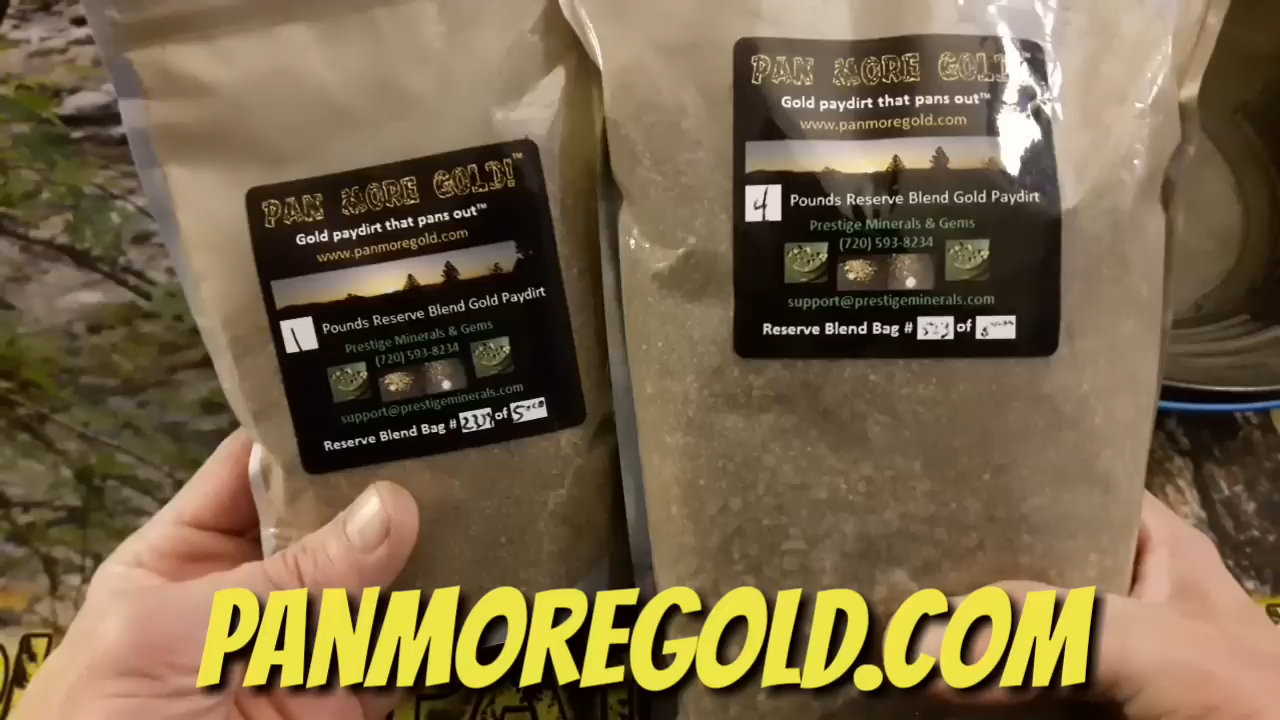 PAN MORE GOLD!™
Gold paydirt that pans out™
www.panmoregold.com
1 Pounds Reserve Blend Gold Paydirt
Prestige Minerals & Gems
(720) 593-8234
support@prestigeminerals.com
Reserve Blend Bag # of
PAN MORE GOLD
Gold paydirt that pans out™
www.panmoregold.com
4 Pounds Reserve Blend Gold Paydirt
Prestige Minerals & Gems
(720) 593-8234
support@prestigeminerals.com
Reserve Blend Bag # 523 of
PANMOREGOLD.COM